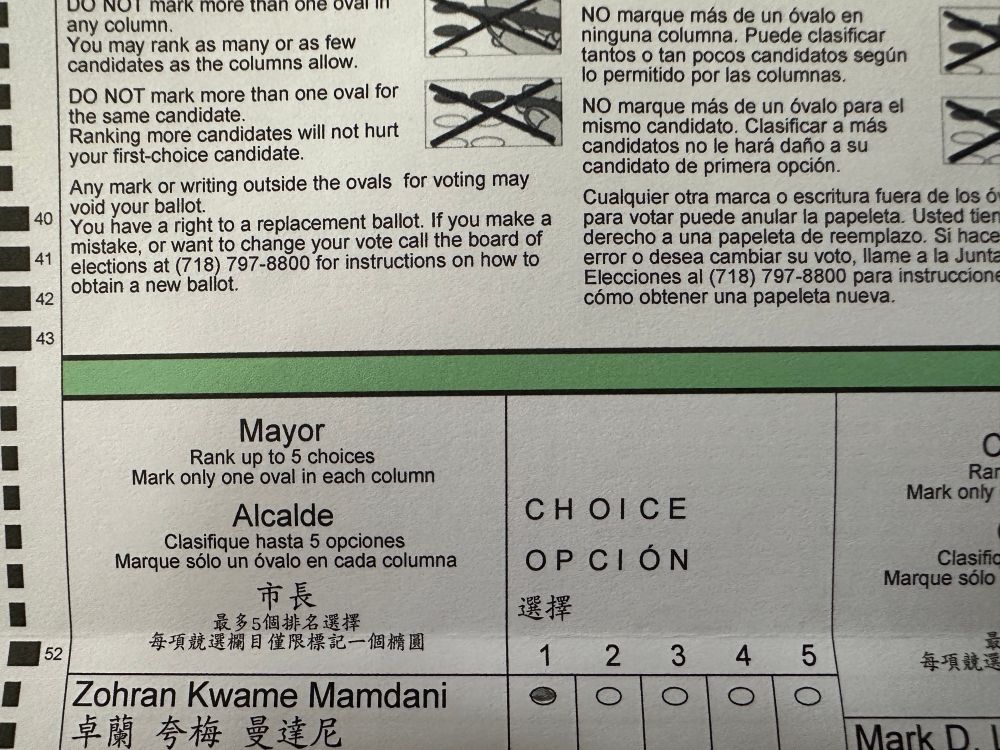 DO NOT mark more than one oval in
any column.
You may rank as many or as few
candidates as the columns allow.
DO NOT mark more than one oval for
the same candidate.
Ranking more candidates will not hurt
your first-choice candidate.
Any mark or writing outside the ovals for voting may
void your ballot.
You have a right to a replacement ballot. If you make a
mistake, or want to change your vote call the board of
elections at (718) 797-8800 for instructions on how to
obtain a new ballot.
NO marque más de un óvalo en
ninguna columna. Puede clasificar
tantos o tan pocos candidatos según
lo permitido por las columnas.
NO marque más de un óvalo para el
mismo candidato. Clasificar a más
candidatos no le hará daño a su
candidato de primera opción.
Cualquier otra marca o escritura fuera de los
para votar puede anular la papeleta. Usted
derecho a una papeleta de reemplazo. Si hace
error o desea cambiar su voto, llame a la Junta
Elecciones al (718) 797-8800 para
cómo obtener una papeleta nueva.
40
41
42
43
52
Mayor
Rank up to 5 choices
Mark only one oval in each column
Alcalde
Clasifique hasta 5 opciones
Marque sólo un óvalo en cada columna
市長
最多5個排名選擇
每項競選欄目僅限標記一個橢圓
CHOICE
OPCIÓN
選擇
1 2 3 4 5
Zohran Kwame Mamdani
卓蘭 夸梅 曼達尼
Mark only
Marque sólo
每項競選
Mark D.